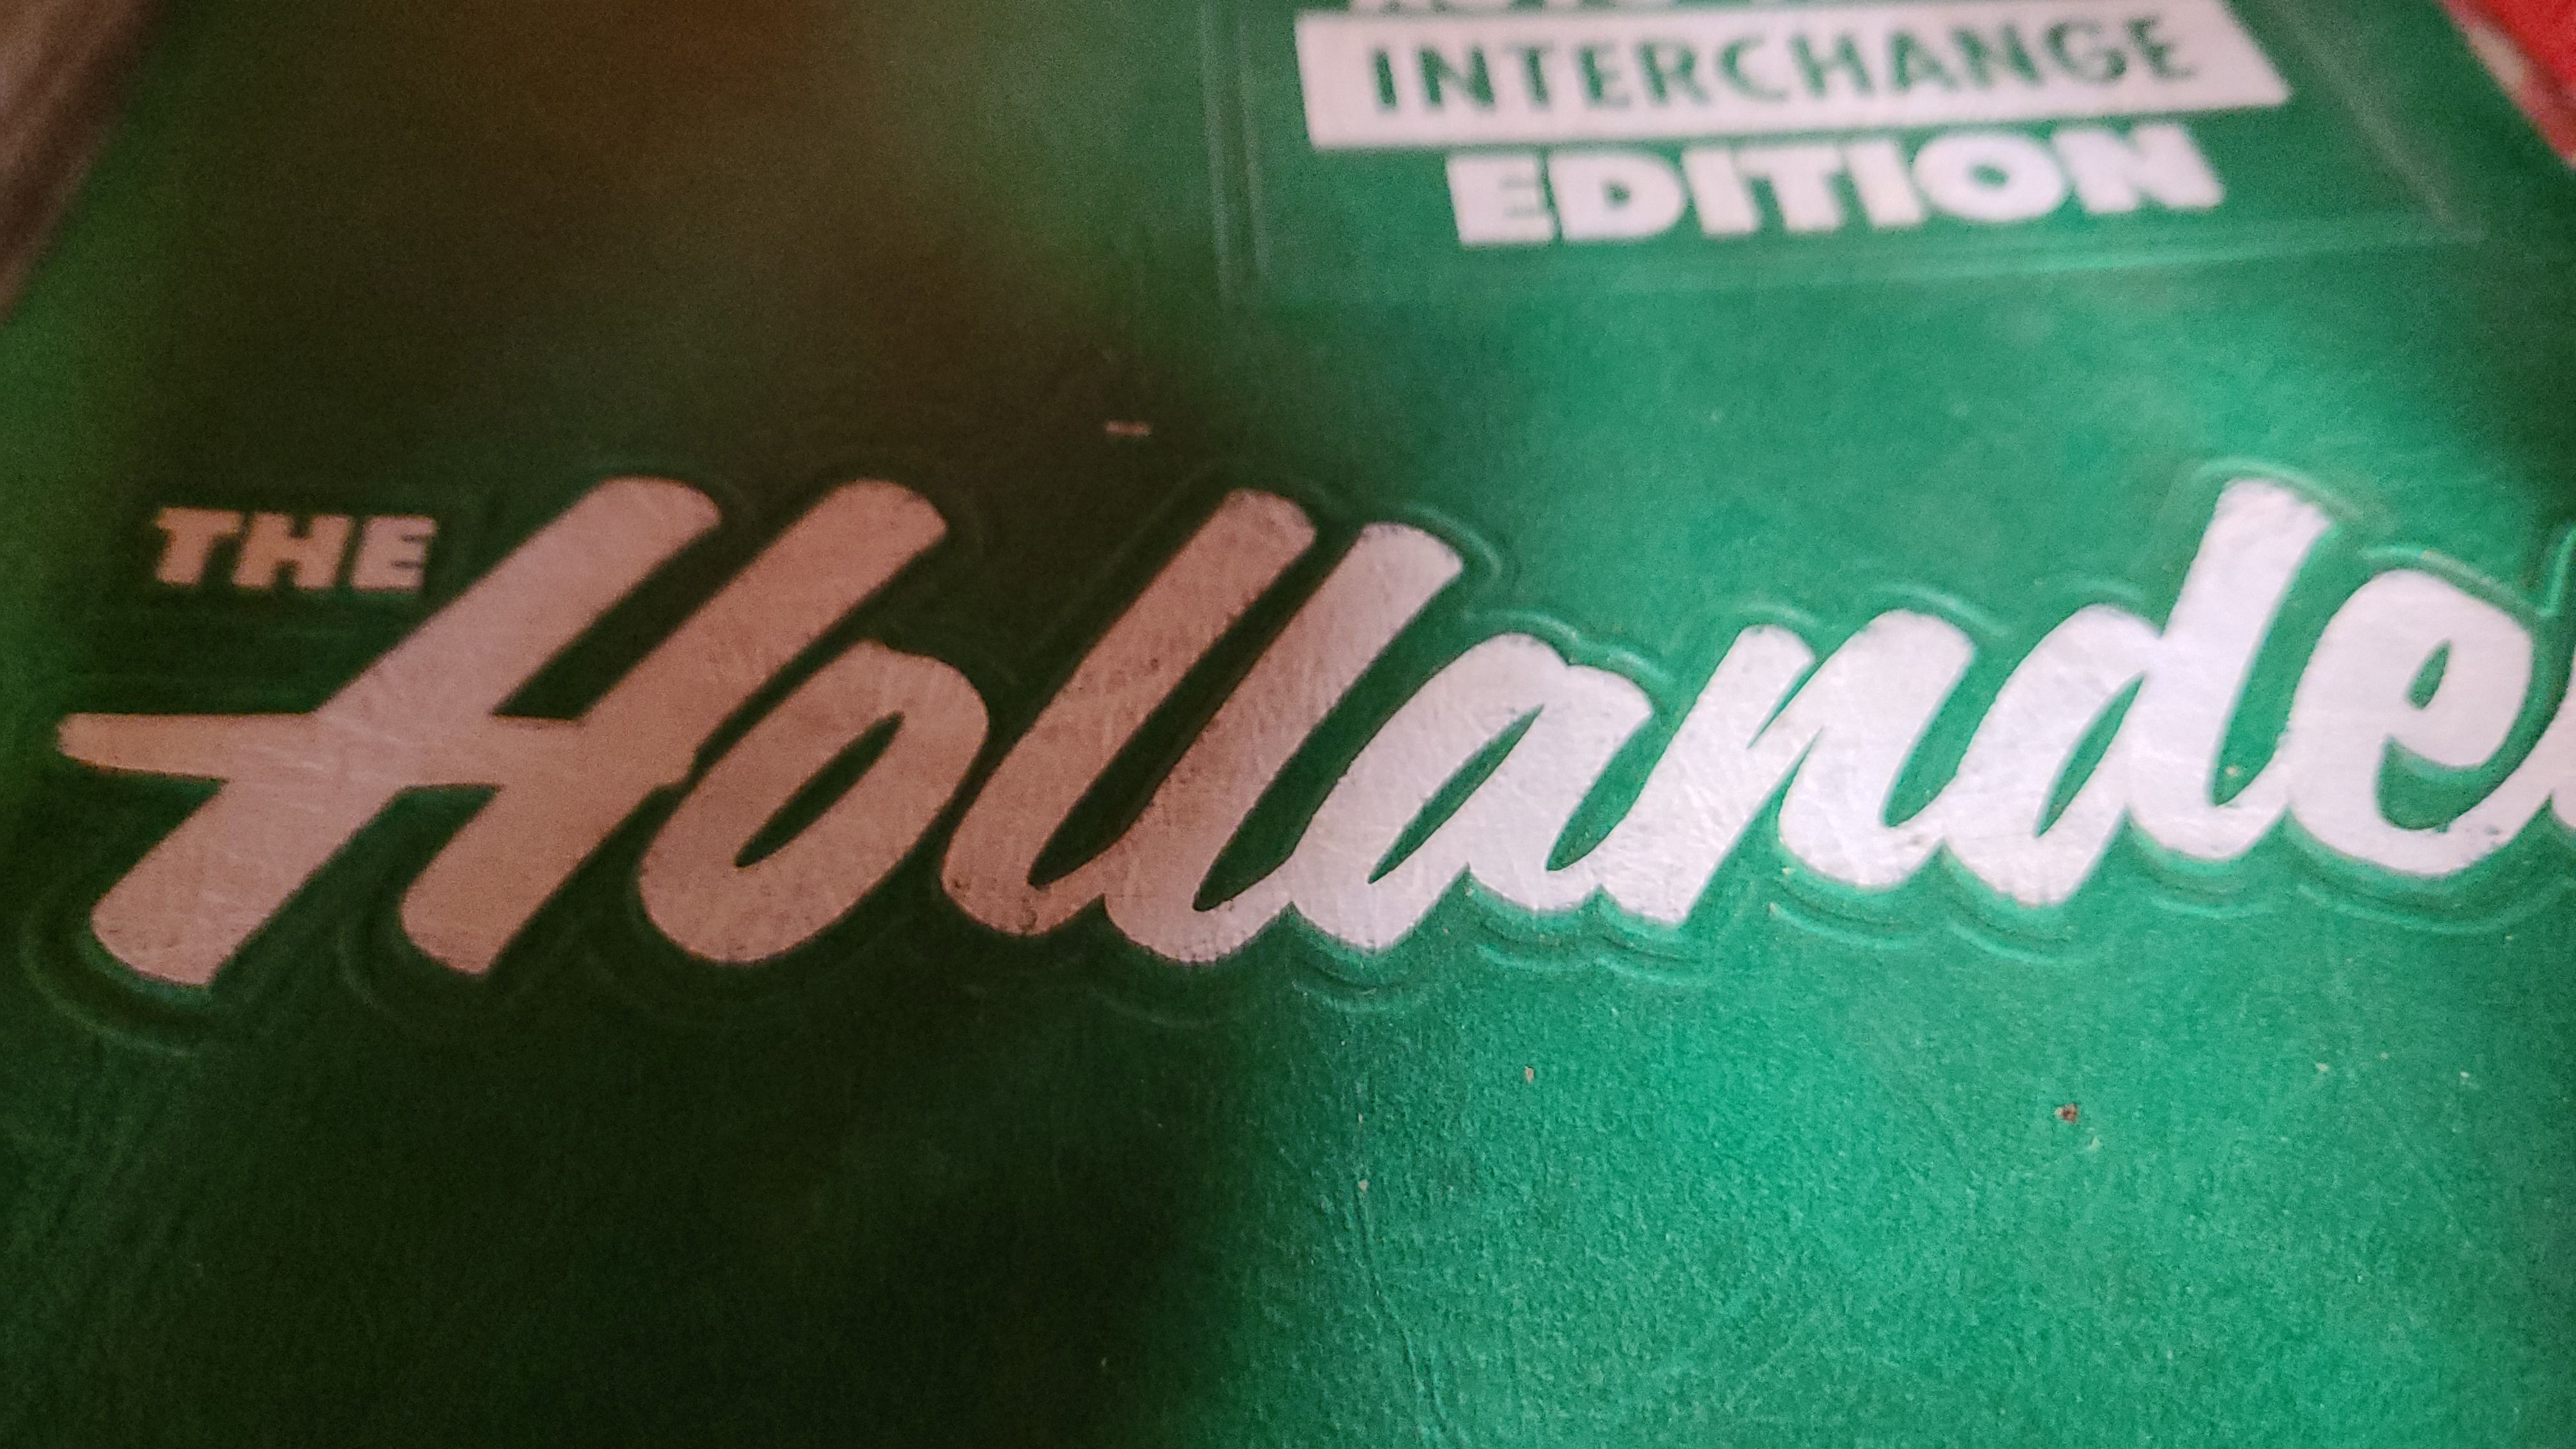 INTERCHANGE
EDITION
THE
Hollande